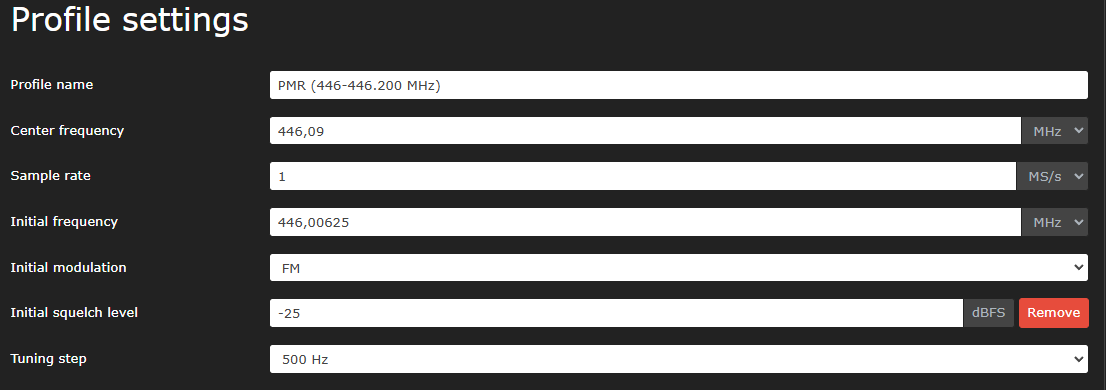 Profile settings
Profile name PMR (446-446.200 MHz)
Center frequency 446,09 MHz
Sample rate 1 MS/s
Initial frequency 446,00625 MHz
Initial modulation FM
Initial squelch level -25 dBFS Remove
Tuning step 500 Hz